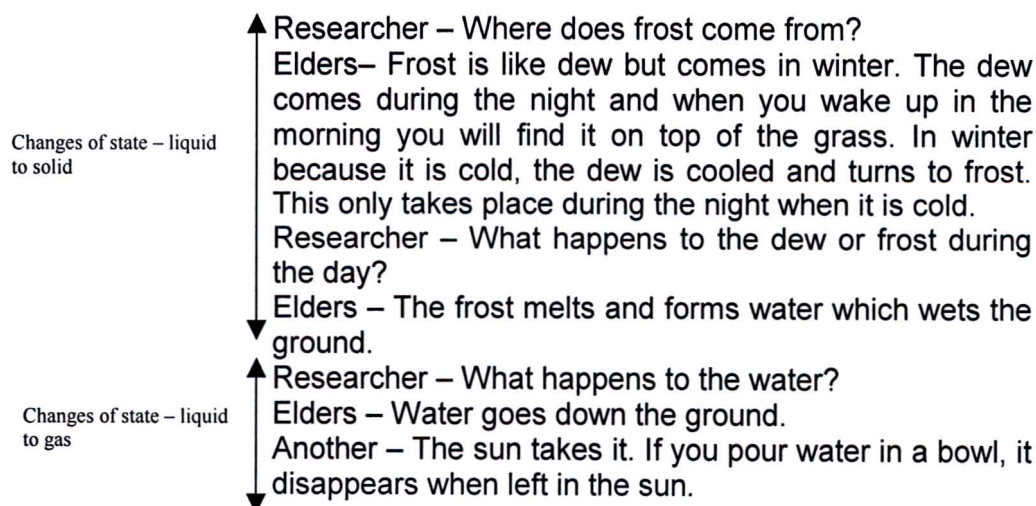 Researcher – Where does frost come from?
Elders– Frost is like dew but comes in winter. The dew
comes during the night and when you wake up in the
morning you will find it on top of the grass. In winter
because it is cold, the dew is cooled and turns to frost.
This only takes place during the night when it is cold.
Researcher – What happens to the dew or frost during
the day?
Elders – The frost melts and forms water which wets the
ground.
Changes of state – liquid
to solid
Researcher – What happens to the water?
Elders – Water goes down the ground.
Another – The sun takes it. If you pour water in a bowl, it
disappears when left in the sun.
Changes of state – liquid
to gas